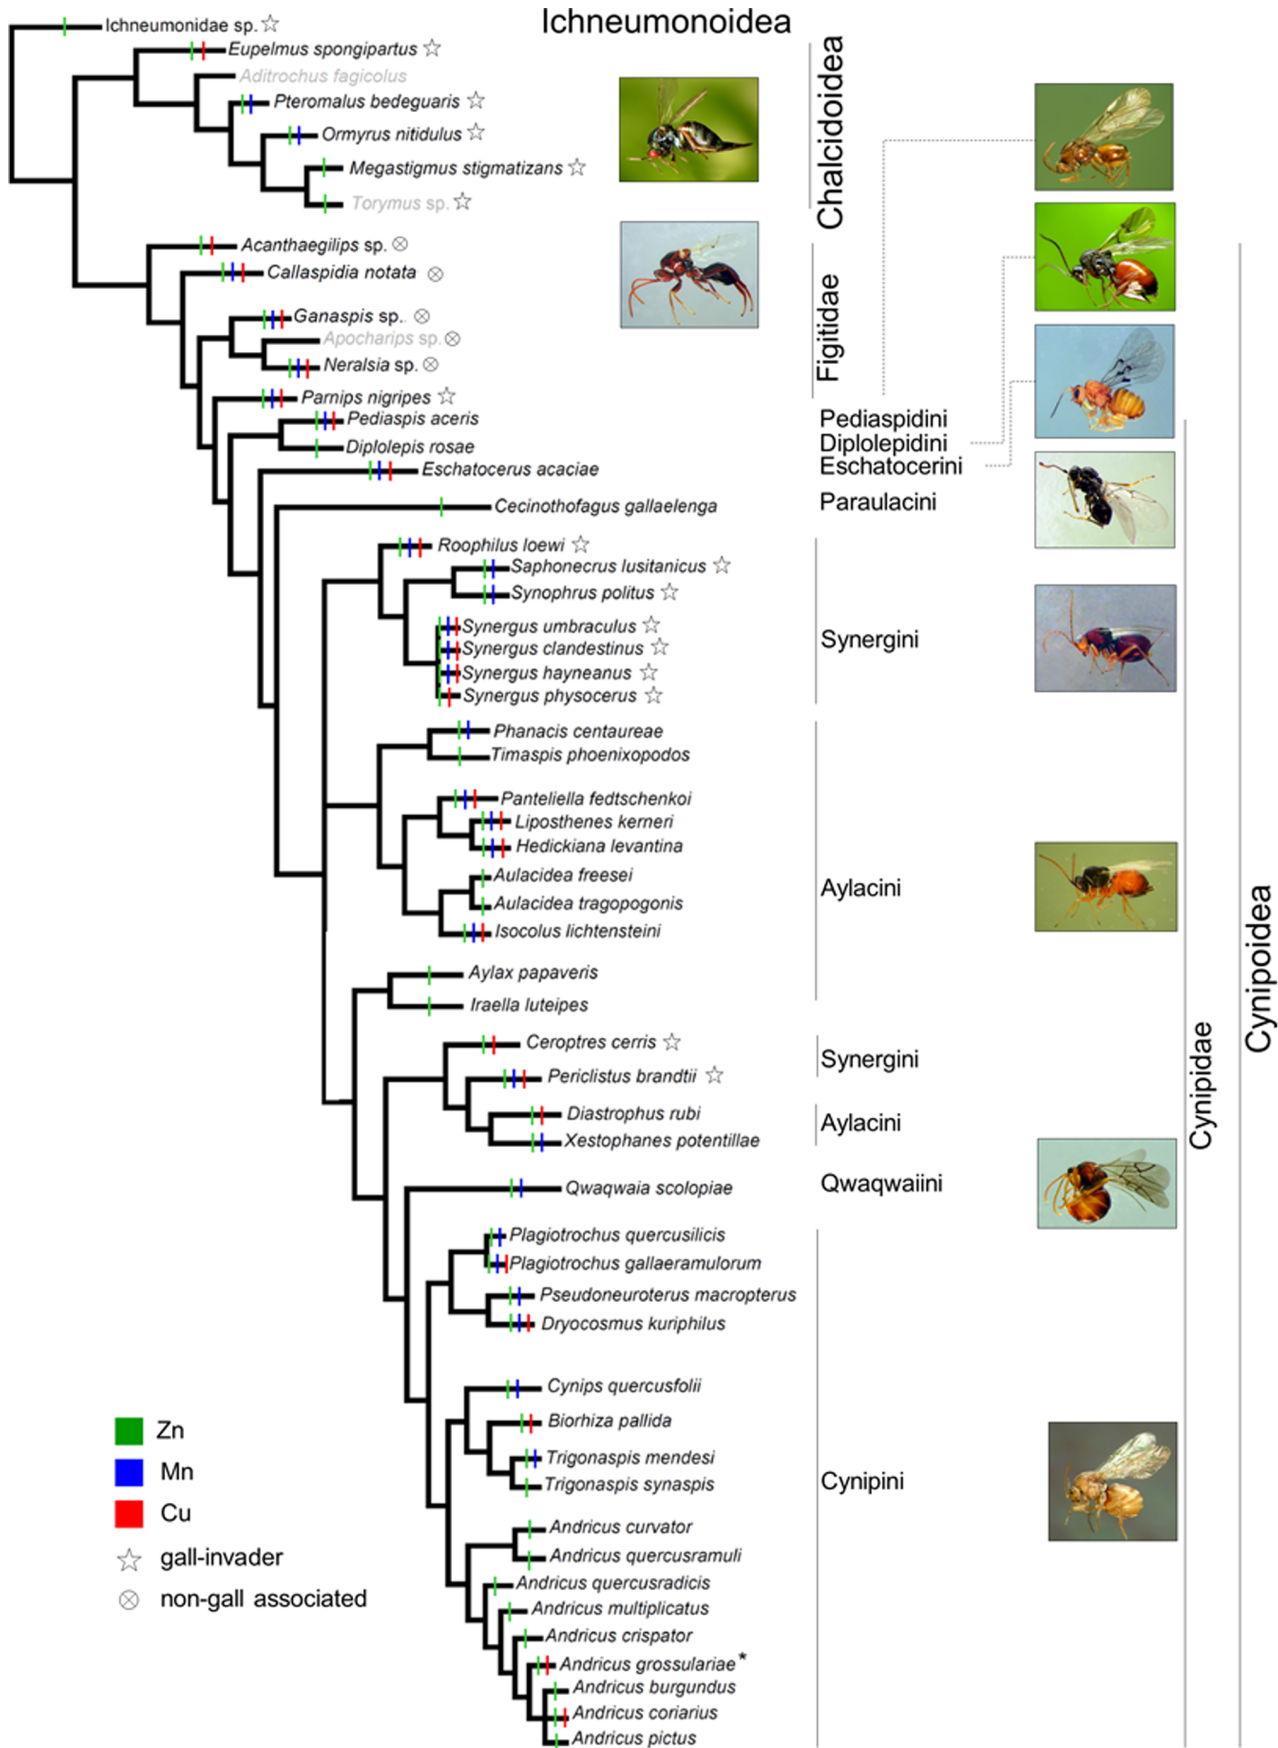 Ichneumonoidea
Ichneumonidae sp.
Eupelmus spongipartus
Aditrochus fagicolus
Pteromalus bedeguaris
Ormyrus nitidulus
Megastigmus stigmatizans
Torymus sp.
Chalcidoidea
Acanthaegilips sp.
Callaspidia notata
Ganaspis sp.
Apocharips sp.
Neralsia sp.
Figitidae
Parnips nigripes
Pediaspis aceris
Pediaspidini
Diplolepis rosae
Diplolepidini
Eschatocerus acaciae
Eschatocerini
Cecinothofagus gallaelenga
Paraulacini
Roophilus loewi
Saphonecrus lusitanicus
Synophrus politus
Synergus umbraculus
Synergus clandestinus
Synergus hayneanus
Synergus physocerus
Synergini
Phanacis centaureae
Timaspis phoenixopodos
Panteliella fedtschenkoi
Liposthenes kerneri
Hedickiana levantina
Aulacidea freesei
Aulacidea tragopogonis
Isocolus lichtensteini
Aylax papaveris
Iraella luteipes
Aylacini
Ceroptres cerris
Periclistus brandtii
Synergini
Diastrophus rubi
Xestophanes potentillae
Aylacini
Qwaqwaia scolopiae
Qwaqwaiini
Plagiotrochus quercusilicis
Plagiotrochus gallaeramulorum
Pseudoneuroterus macropterus
Dryocosmus kuriphilus
Cynips quercusfolii
Biorhiza pallida
Trigonaspis mendesi
Trigonaspis synaspis
Andricus curvator
Andricus quercusramuli
Andricus quercusradicis
Andricus multiplicatus
Andricus crispator
Andricus grossulariae*
Andricus burgundus
Andricus coriarius
Andricus pictus
Cynipini
Cynipidae
Cynipoidea
Zn
Mn
Cu
gall-invader
non-gall associated